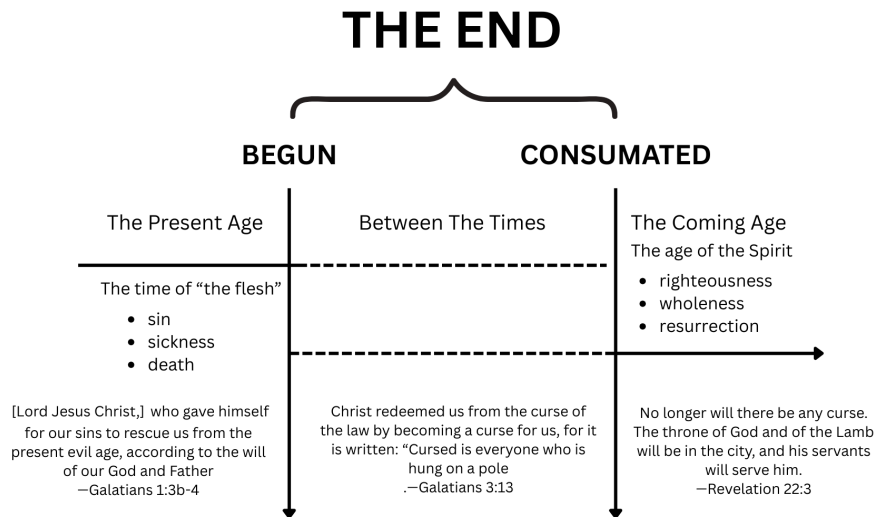 THE END
BEGUN
CONSUMATED
The Present Age
Between The Times
The Coming Age
The age of the Spirit
• righteousness
• wholeness
• resurrection
The time of “the flesh”
• sin
• sickness
• death
[Lord Jesus Christ,] who gave himself
for our sins to rescue us from the
present evil age, according to the will
of our God and Father
—Galatians 1:3b-4
Christ redeemed us from the curse of
the law by becoming a curse for us, for it
is written: “Cursed is everyone who is
hung on a pole
.—Galatians 3:13
No longer will there be any curse.
The throne of God and of the Lamb
will be in the city, and his servants
will serve him.
—Revelation 22:3